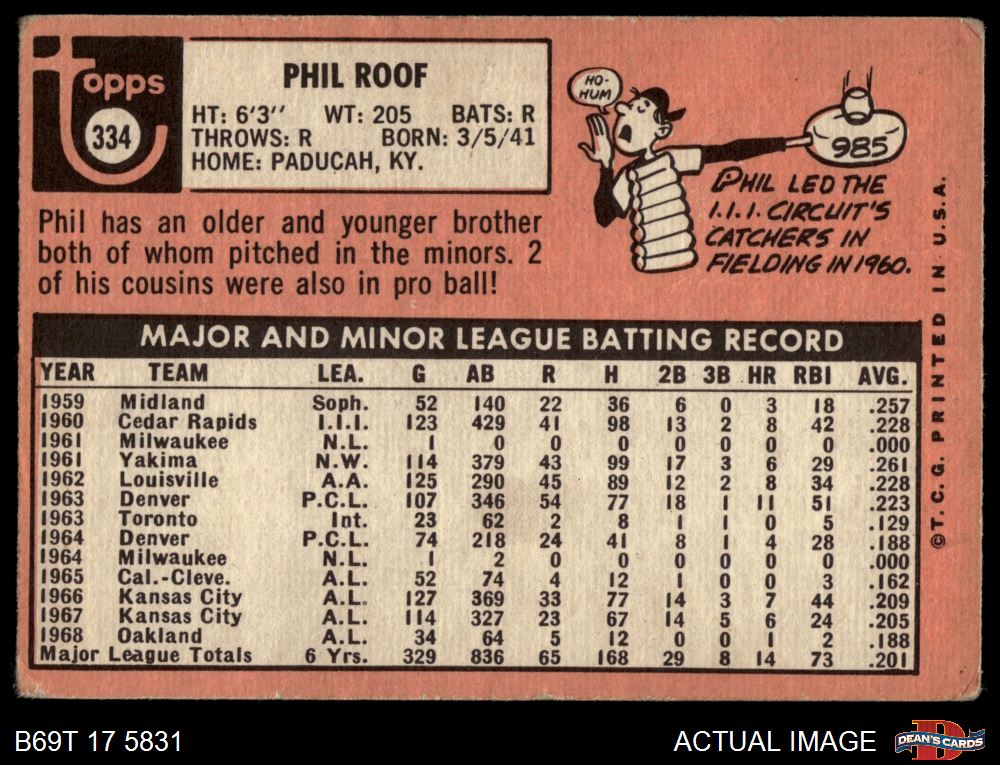 topps
334
PHIL ROOF
HT: 6'3" WT: 205 BATS: R
THROWS: R BORN: 3/5/41
HOME: PADUCAH, KY.
Phil has an older and younger brother
both of whom pitched in the minors. 2
of his cousins were also in pro ball!
HO-
HUM
985
PHIL LED THE
I.I.I. CIRCUIT'S
CATCHERS IN
FIELDING IN 1960.
MAJOR AND MINOR LEAGUE BATTING RECORD
YEAR TEAM LEA. G AB R H 2B 3B HR RBI AVG.
1959 Midland Soph. 52 140 22 36 6 0 3 18 .257
1960 Cedar Rapids I.I.I. 123 429 41 98 13 2 8 42 .228
1961 Milwaukee N.L. 1 0 0 0 0 0 0 0 .000
1961 Yakima N.W. 114 379 43 99 17 3 6 29 .261
1962 Louisville A.A. 125 290 45 89 12 2 8 34 .228
1963 Denver P.C.L. 107 346 54 77 18 1 11 51 .223
1963 Toronto Int. 23 62 2 8 1 1 0 5 .129
1964 Denver P.C.L. 74 218 24 41 8 1 4 28 .188
1964 Milwaukee N.L. 1 2 0 0 0 0 0 0 .000
1965 Cal.-Cleve. A.L. 52 74 4 12 1 0 0 3 .162
1966 Kansas City A.L. 127 369 33 77 14 3 7 44 .209
1967 Kansas City A.L. 114 327 23 67 14 5 6 24 .205
1968 Oakland A.L. 34 64 5 12 0 0 1 2 .188
Major League Totals 6 Yrs. 329 836 65 168 29 8 14 73 .201
©T.C.G. PRINTED IN U.S.A.
B69T 17 5831
ACTUAL IMAGE
DEAN'S CARDS